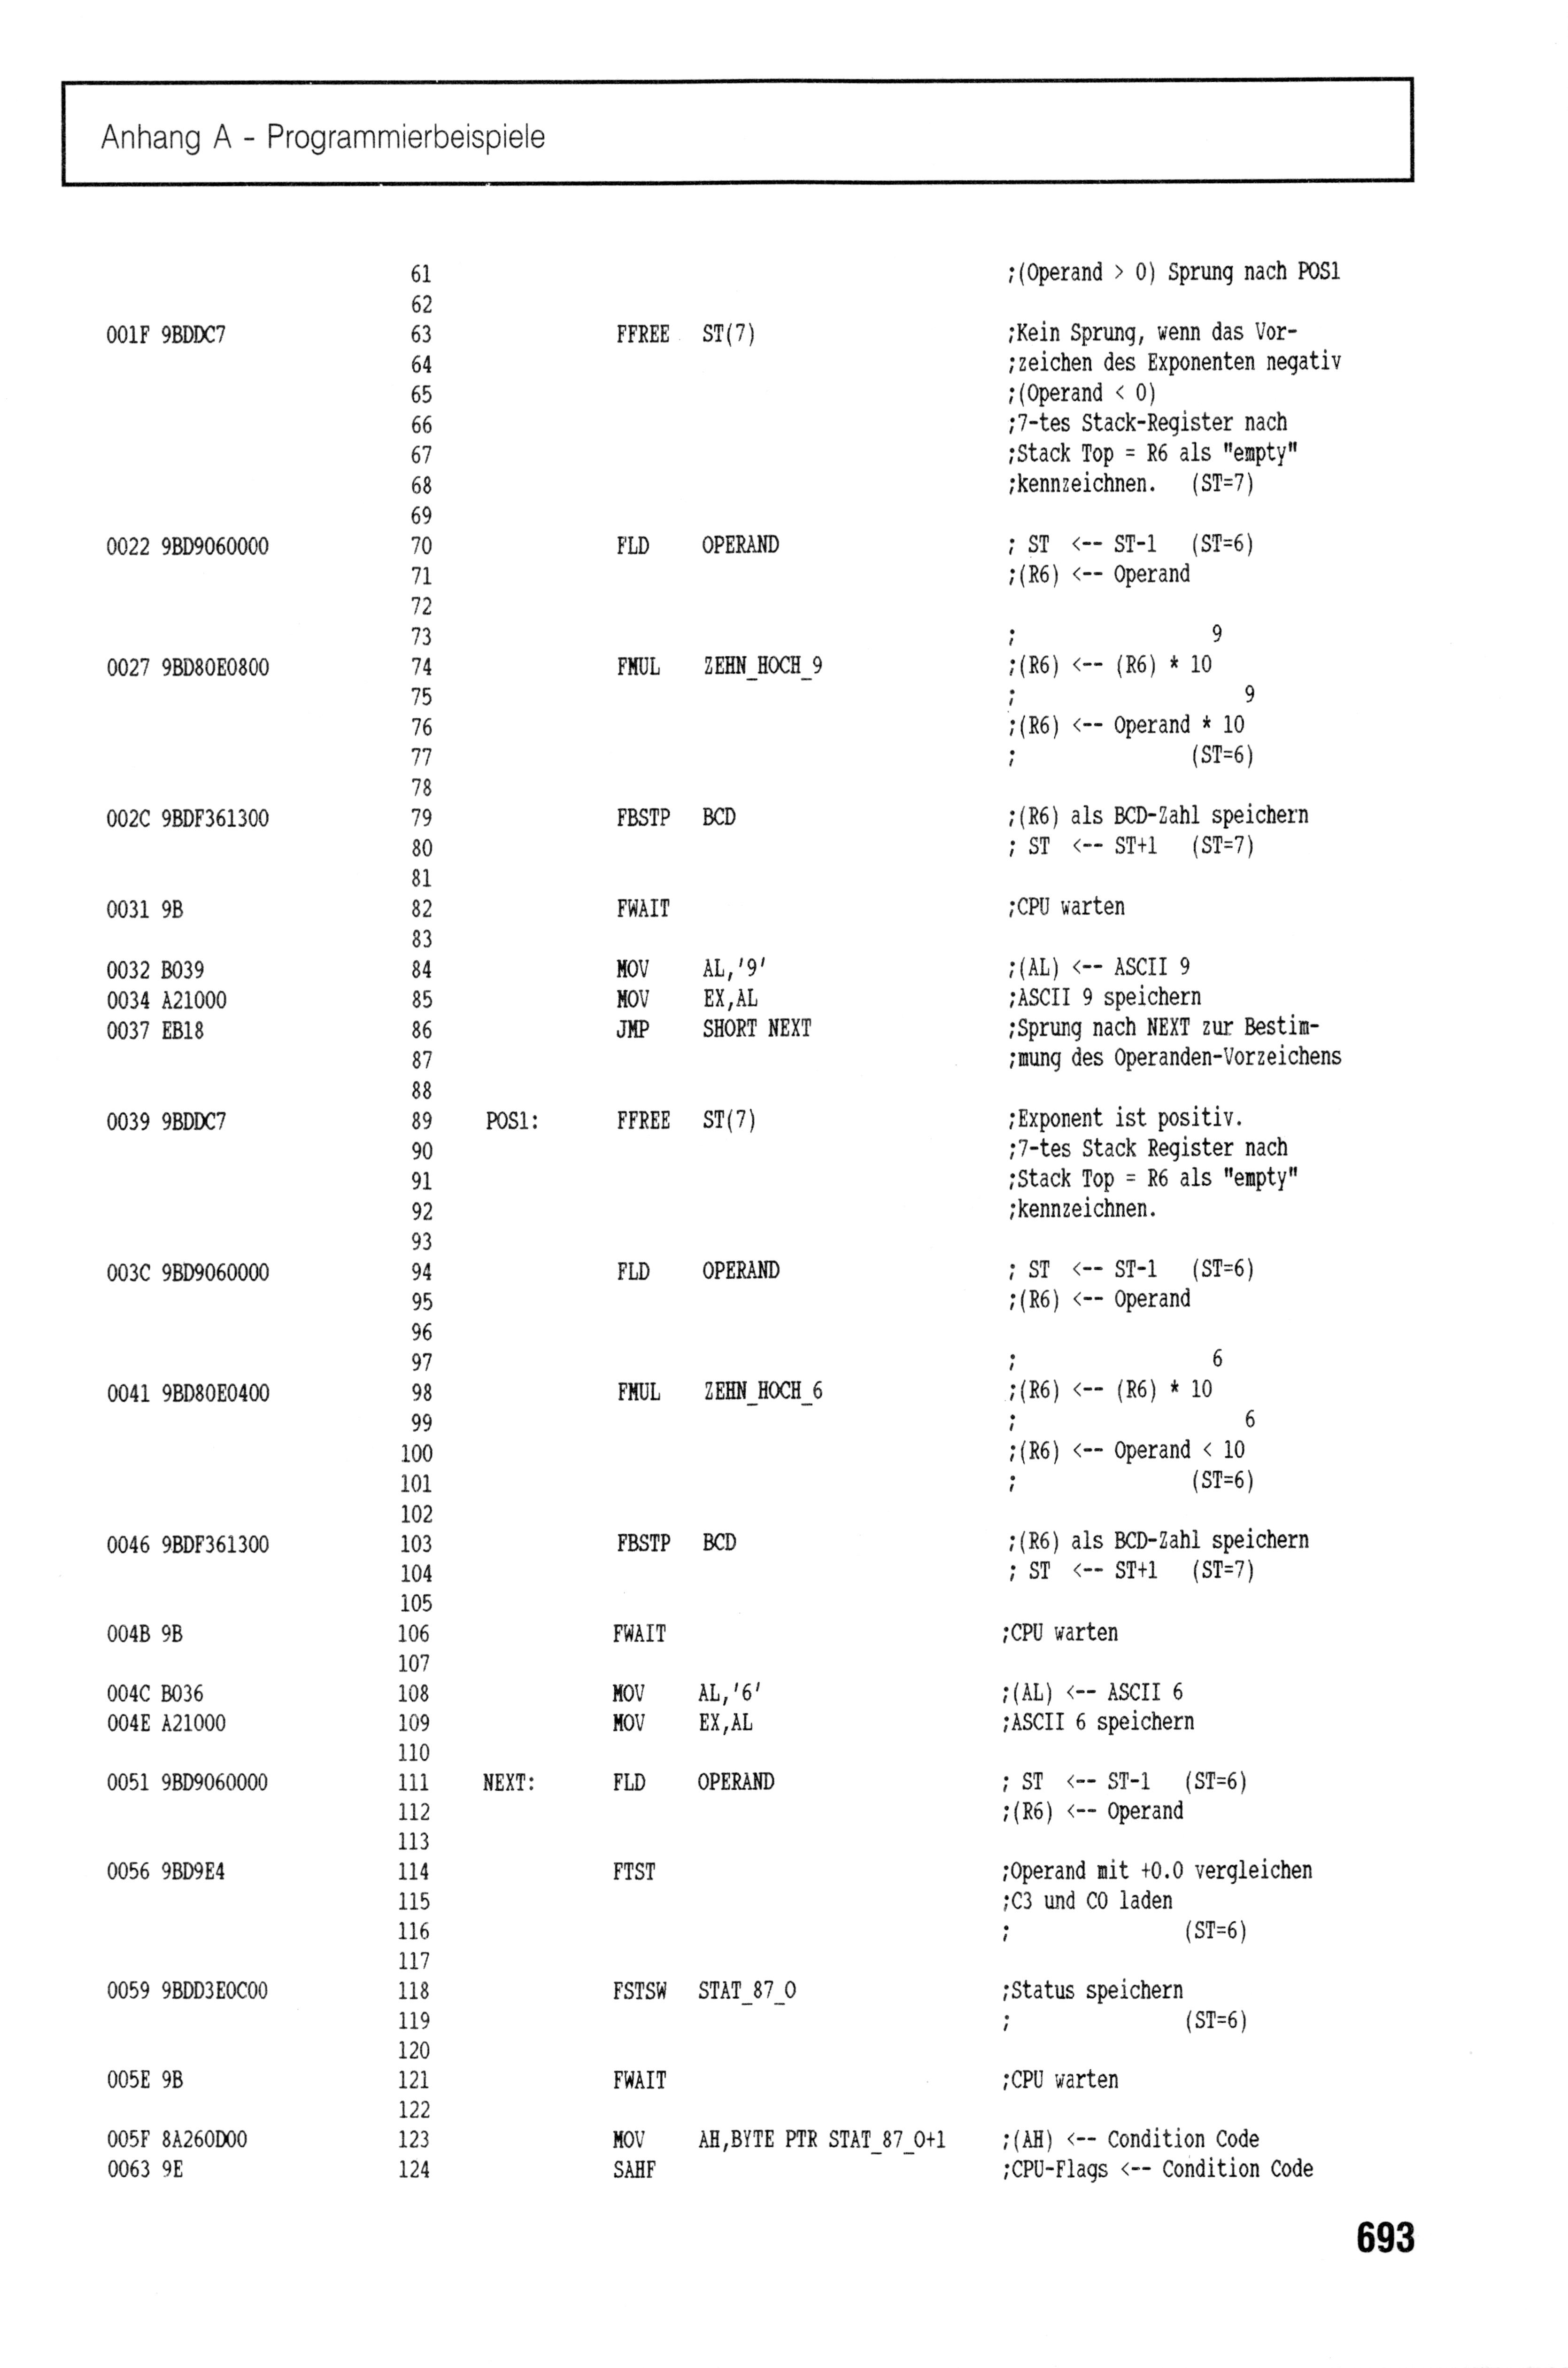 Anhang A - Programmierbeispiele
61 ;(Operand > 0) Sprung nach POS1
62
001F 9BDDC7 63 FFREE ST(7) ;Kein Sprung, wenn das Vor-
64 ;zeichen des Exponenten negativ
65 ;(Operand < 0)
66 ;7-tes Stack-Register nach
67 ;Stack Top = R6 als "empty"
68 ;kennzeichnen. (ST=7)
69
0022 9BD9060000 70 FLD OPERAND ; ST <-- ST-1 (ST=6)
71 ;(R6) <-- Operand
72
73 ; 9
0027 9BD80E0800 74 FMUL ZEHN_HOCH_9 ;(R6) <-- (R6) * 10
75 ; 9
76 ;(R6) <-- Operand * 10
77 ; (ST=6)
78
002C 9BDF361300 79 FBSTP BCD ;(R6) als BCD-Zahl speichern
80 ; ST <-- ST+1 (ST=7)
81
0031 9B 82 FWAIT ;CPU warten
83
0032 B039 84 MOV AL,'9' ;(AL) <-- ASCII 9
0034 A21000 85 MOV EX,AL ;ASCII 9 speichern
0037 EB18 86 JMP SHORT NEXT ;Sprung nach NEXT zur Bestim-
87 ;mung des Operanden-Vorzeichens
88
0039 9BDDC7 89 POS1: FFREE ST(7) ;Exponent ist positiv.
90 ;7-tes Stack Register nach
91 ;Stack Top = R6 als "empty"
92 ;kennzeichnen.
93
003C 9BD9060000 94 FLD OPERAND ; ST <-- ST-1 (ST=6)
95 ;(R6) <-- Operand
96
97 ; 6
0041 9BD80E0400 98 FMUL ZEHN_HOCH_6 ;(R6) <-- (R6) * 10
99 ; 6
100 ;(R6) <-- Operand < 10
101 ; (ST=6)
102
0046 9BDF361300 103 FBSTP BCD ;(R6) als BCD-Zahl speichern
104 ; ST <-- ST+1 (ST=7)
105
004B 9B 106 FWAIT ;CPU warten
107
004C B036 108 MOV AL,'6' ;(AL) <-- ASCII 6
004E A21000 109 MOV EX,AL ;ASCII 6 speichern
110
0051 9BD9060000 111 NEXT: FLD OPERAND ; ST <-- ST-1 (ST=6)
112 ;(R6) <-- Operand
113
0056 9BD9E4 114 FTST ;Operand mit +0.0 vergleichen
115 ;C3 und C0 laden
116 ; (ST=6)
117
0059 9BDD3E0C00 118 FSTSW STAT_87_0 ;Status speichern
119 ; (ST=6)
120
005E 9B 121 FWAIT ;CPU warten
122
005F 8A260D00 123 MOV AH,BYTE PTR STAT_87_0+1 ;(AH) <-- Condition Code
0063 9E 124 SAHF ;CPU-Flags <-- Condition Code
693